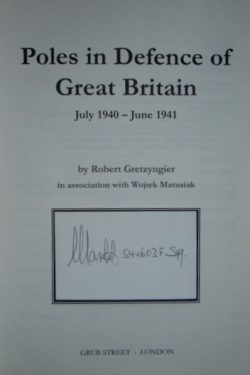 Poles in Defence of
Great Britain
July 1940 – June 1941
by Robert Gretzyngier
in association with Wojtek Matusiak
GRUB STREET · LONDON